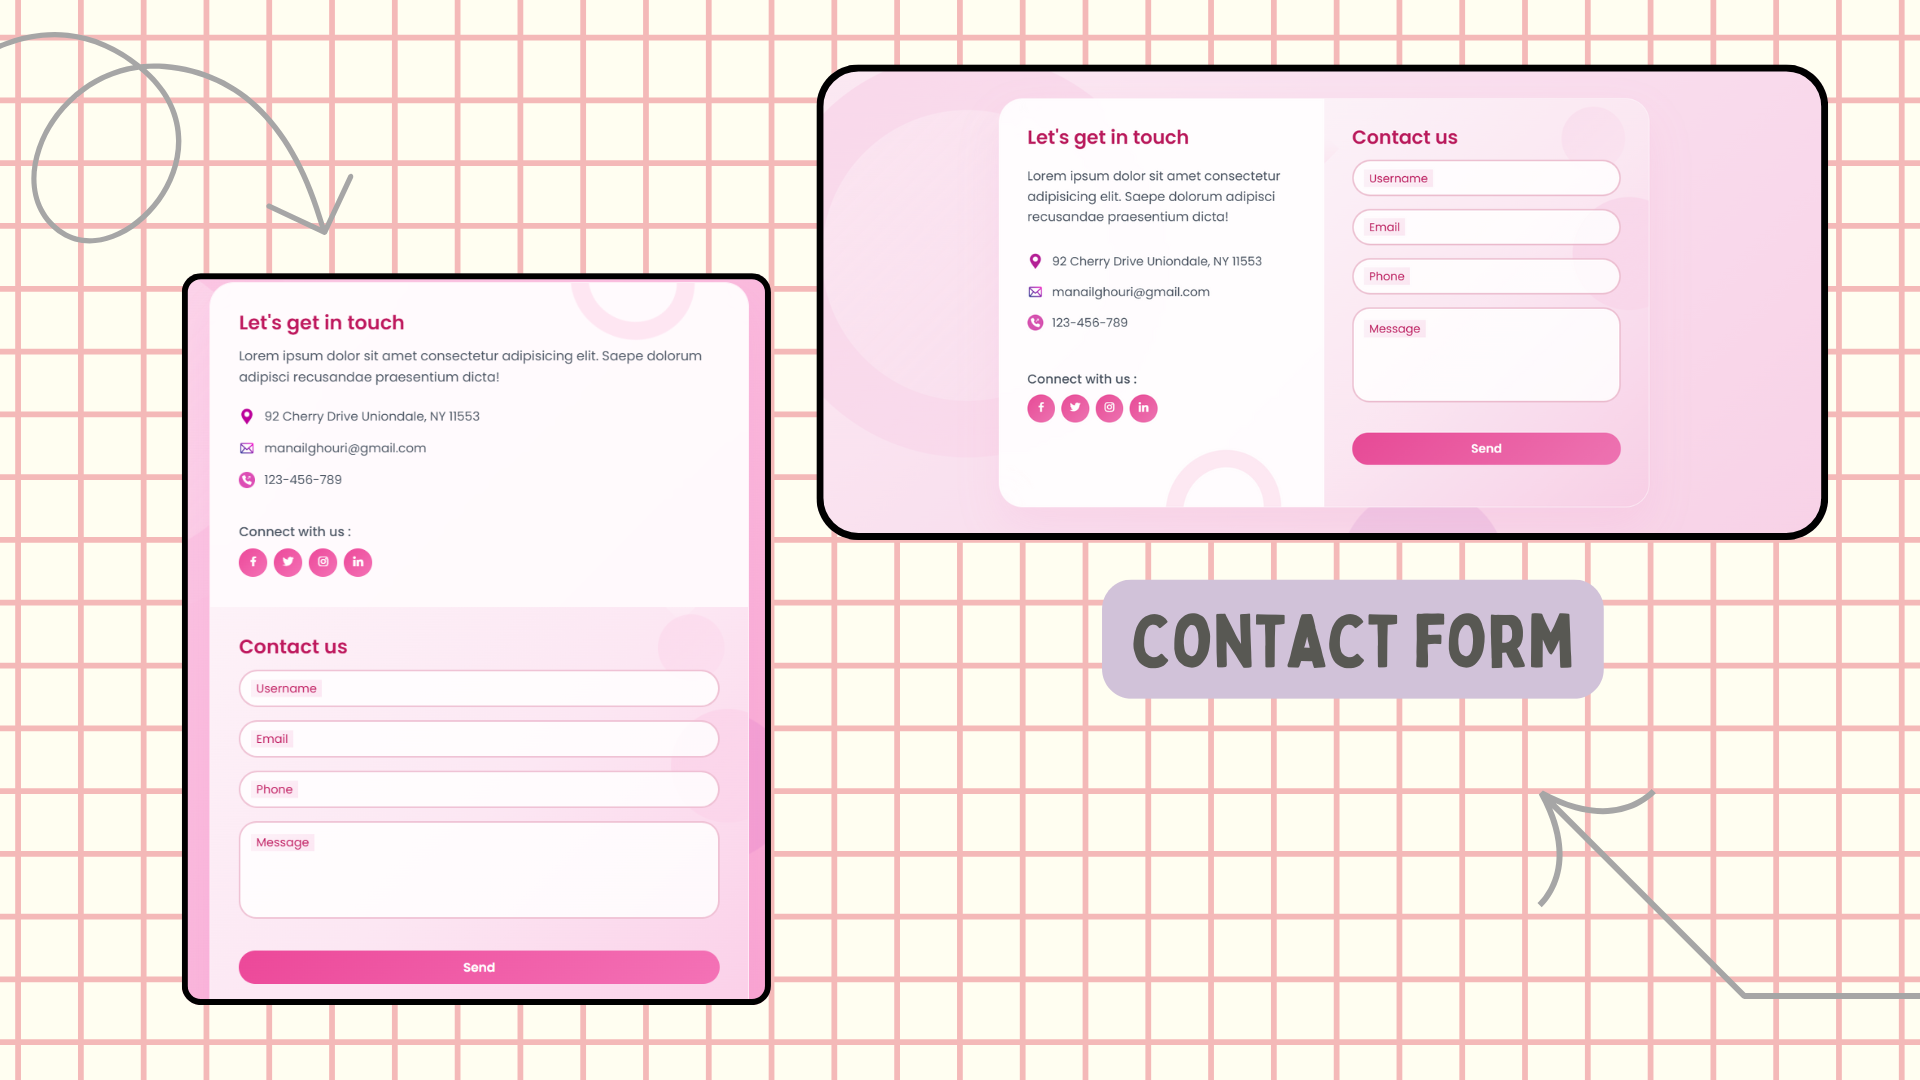 Let's get in touch
Lorem ipsum dolor sit amet consectetur adipisicing elit. Saepe dolorum
adipisci recusandae praesentium dicta!
92 Cherry Drive Uniondale, NY 11553
manailghouri@gmail.com
123-456-789
Connect with us :
Contact us
Username
Email
Phone
Message
Send
Let's get in touch
Lorem ipsum dolor sit amet consectetur
adipisicing elit. Saepe dolorum adipisci
recusandae praesentium dicta!
92 Cherry Drive Uniondale, NY 11553
manailghouri@gmail.com
123-456-789
Connect with us :
Contact us
Username
Email
Phone
Message
Send
CONTACT FORM